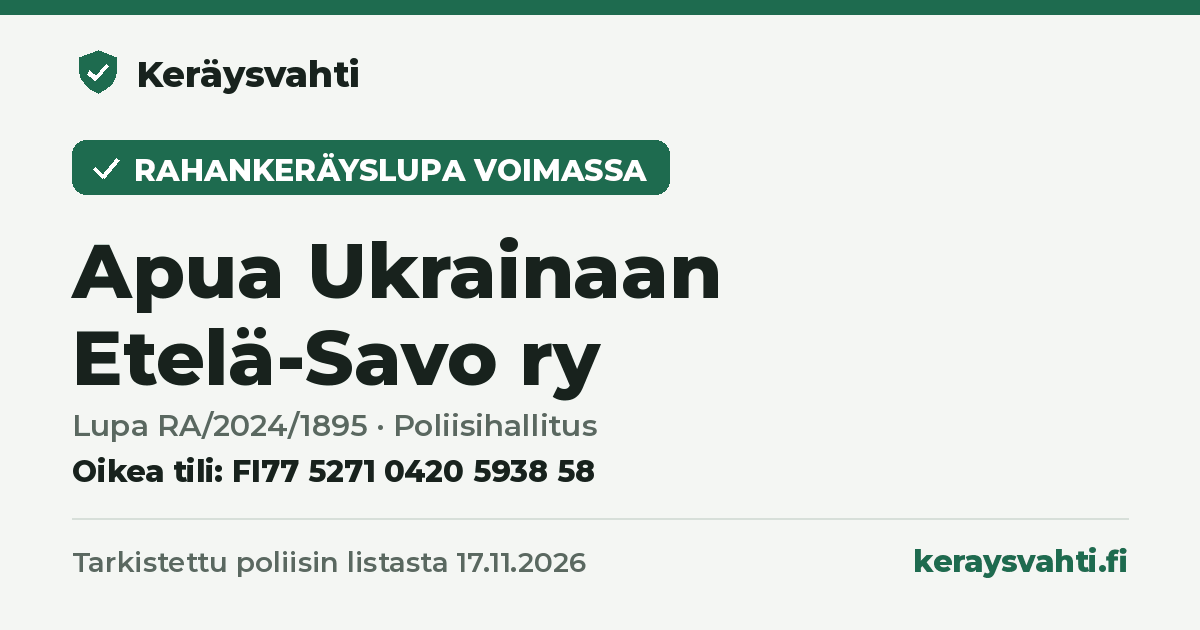 Keräysvahti
RAHANKERÄYSLUPA VOIMASSA
Apua Ukrainaan
Etelä-Savo ry
Lupa RA/2024/1895 · Poliisihallitus
Oikea tili: FI77 5271 0420 5938 58
Tarkistettu poliisin listasta 17.11.2026
keraysvahti.fi